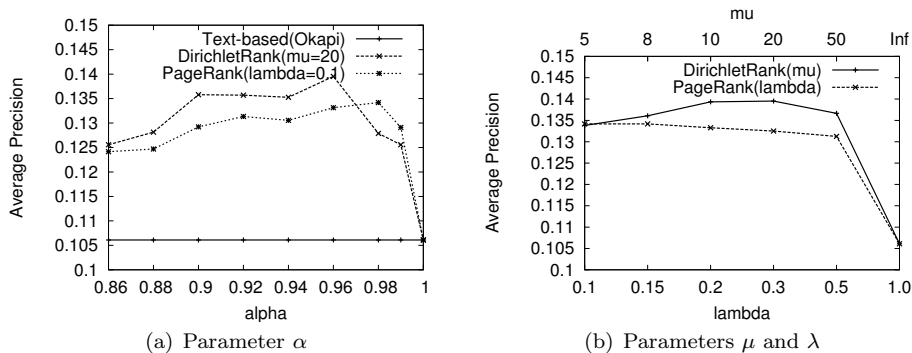 0.15
0.145
0.14
0.135
0.13
0.125
0.12
0.115
0.11
0.105
0.1
Average Precision
Text-based(Okapi)
DirichletRank(mu=20)
PageRank(lambda=0.1)
0.86 0.88 0.9 0.92 0.94 0.96 0.98 1
alpha
(a) Parameter α
mu
5 8 10 20 50 Inf
0.15
0.145
0.14
0.135
0.13
0.125
0.12
0.115
0.11
0.105
0.1
Average Precision
DirichletRank(mu)
PageRank(lambda)
0.1 0.15 0.2 0.3 0.5 1.0
lambda
(b) Parameters μ and λ